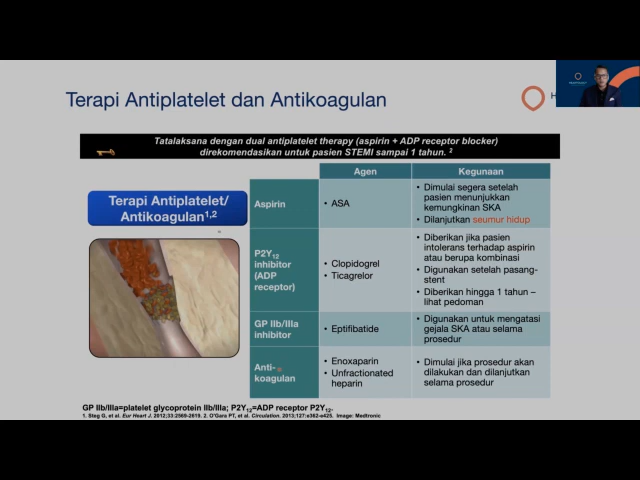 Terapi Antiplatelet dan Antikoagulan
H
Tatalaksana dengan dual antiplatelet therapy (aspirin + ADP receptor blocker)
direkomendasikan untuk pasien STEMI sampai 1 tahun. 2
Terapi Antiplatelet/
Antikoagulan1,2
Agen
Kegunaan
Aspirin
• ASA
• Dimulai segera setelah
pasien menunjukkan
kemungkinan SKA
• Dilanjutkan seumur hidup
P2Y12
inhibitor
(ADP
receptor)
• Clopidogrel
• Ticagrelor
• Diberikan jika pasien
intolerans terhadap aspirin
atau berupa kombinasi
• Digunakan setelah pasang-
stent
• Diberikan hingga 1 tahun –
lihat pedoman
GP IIb/IIIa
inhibitor
• Eptifibatide
• Digunakan untuk mengatasi
gejala SKA atau selama
prosedur
Anti-
koagulan
• Enoxaparin
• Unfractionated
heparin
• Dimulai jika prosedur akan
dilakukan dan dilanjutkan
selama prosedur
GP IIb/IIIa=platelet glycoprotein IIb/IIIa; P2Y12=ADP receptor P2Y12.
1. Steg G, et al. Eur Heart J. 2012;33:2569-2619. 2. O'Gara PT, et al. Circulation. 2013;127:e362-e425. Image: Medtronic